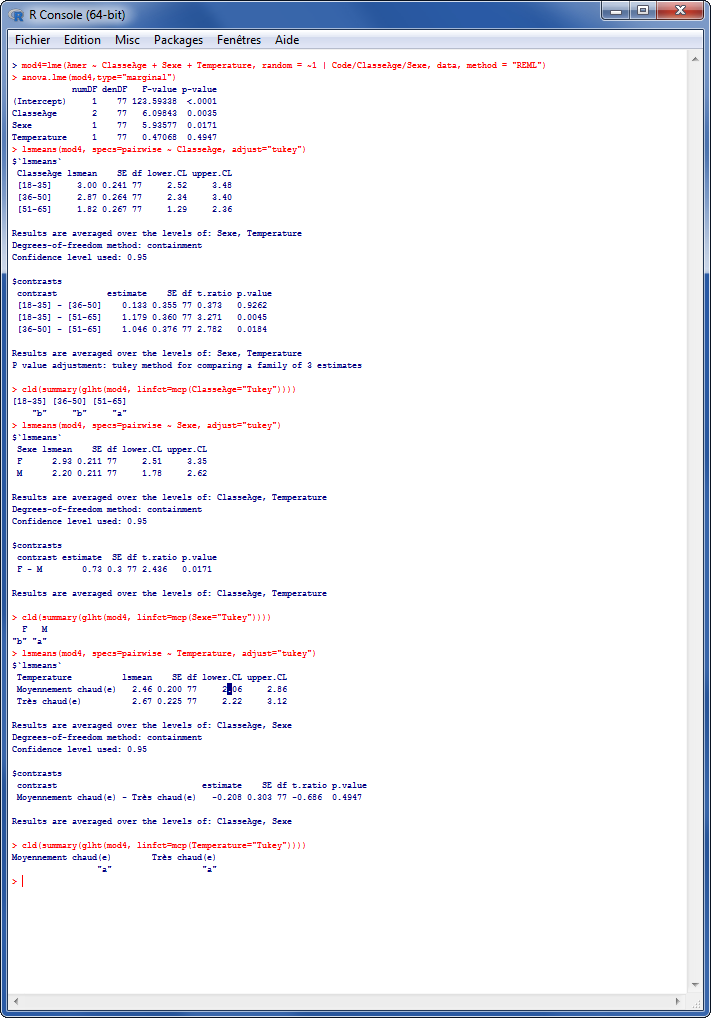 R Console (64-bit)
Fichier Edition Misc Packages Fenêtres Aide
> mod4=lme(Amer ~ ClasseAge + Sexe + Temperature, random = ~1 | Code/ClasseAge/Sexe, data, method = "REML")
> anova.lme(mod4,type="marginal")
numDF denDF F-value p-value
(Intercept) 1 77 123.59338 <.0001
ClasseAge 2 77 6.09843 0.0035
Sexe 1 77 5.93577 0.0171
Temperature 1 77 0.47068 0.4947
> lsmeans(mod4, specs=pairwise ~ ClasseAge, adjust="tukey")
$`lsmeans`
ClasseAge lsmean SE df lower.CL upper.CL
[18-35] 3.00 0.241 77 2.52 3.48
[36-50] 2.87 0.264 77 2.34 3.40
[51-65] 1.82 0.267 77 1.29 2.36
Results are averaged over the levels of: Sexe, Temperature
Degrees-of-freedom method: containment
Confidence level used: 0.95
$contrasts
contrast estimate SE df t.ratio p.value
[18-35] - [36-50] 0.133 0.355 77 0.373 0.9262
[18-35] - [51-65] 1.179 0.360 77 3.271 0.0045
[36-50] - [51-65] 1.046 0.376 77 2.782 0.0184
Results are averaged over the levels of: Sexe, Temperature
P value adjustment: tukey method for comparing a family of 3 estimates
> cld(summary(glht(mod4, linfct=mcp(ClasseAge="Tukey"))))
[18-35] [36-50] [51-65]
"b" "b" "a"
> lsmeans(mod4, specs=pairwise ~ Sexe, adjust="tukey")
$`lsmeans`
Sexe lsmean SE df lower.CL upper.CL
F 2.93 0.211 77 2.51 3.35
M 2.20 0.211 77 1.78 2.62
Results are averaged over the levels of: ClasseAge, Temperature
Degrees-of-freedom method: containment
Confidence level used: 0.95
$contrasts
contrast estimate SE df t.ratio p.value
F - M 0.73 0.3 77 2.436 0.0171
Results are averaged over the levels of: ClasseAge, Temperature
> cld(summary(glht(mod4, linfct=mcp(Sexe="Tukey"))))
F M
"b" "a"
> lsmeans(mod4, specs=pairwise ~ Temperature, adjust="tukey")
$`lsmeans`
Temperature lsmean SE df lower.CL upper.CL
Moyennement chaud(e) 2.46 0.200 77 2.06 2.86
Très chaud(e) 2.67 0.225 77 2.22 3.12
Results are averaged over the levels of: ClasseAge, Sexe
Degrees-of-freedom method: containment
Confidence level used: 0.95
$contrasts
contrast estimate SE df t.ratio p.value
Moyennement chaud(e) - Très chaud(e) -0.208 0.303 77 -0.686 0.4947
Results are averaged over the levels of: ClasseAge, Sexe
> cld(summary(glht(mod4, linfct=mcp(Temperature="Tukey"))))
Moyennement chaud(e) Très chaud(e)
"a" "a"
>